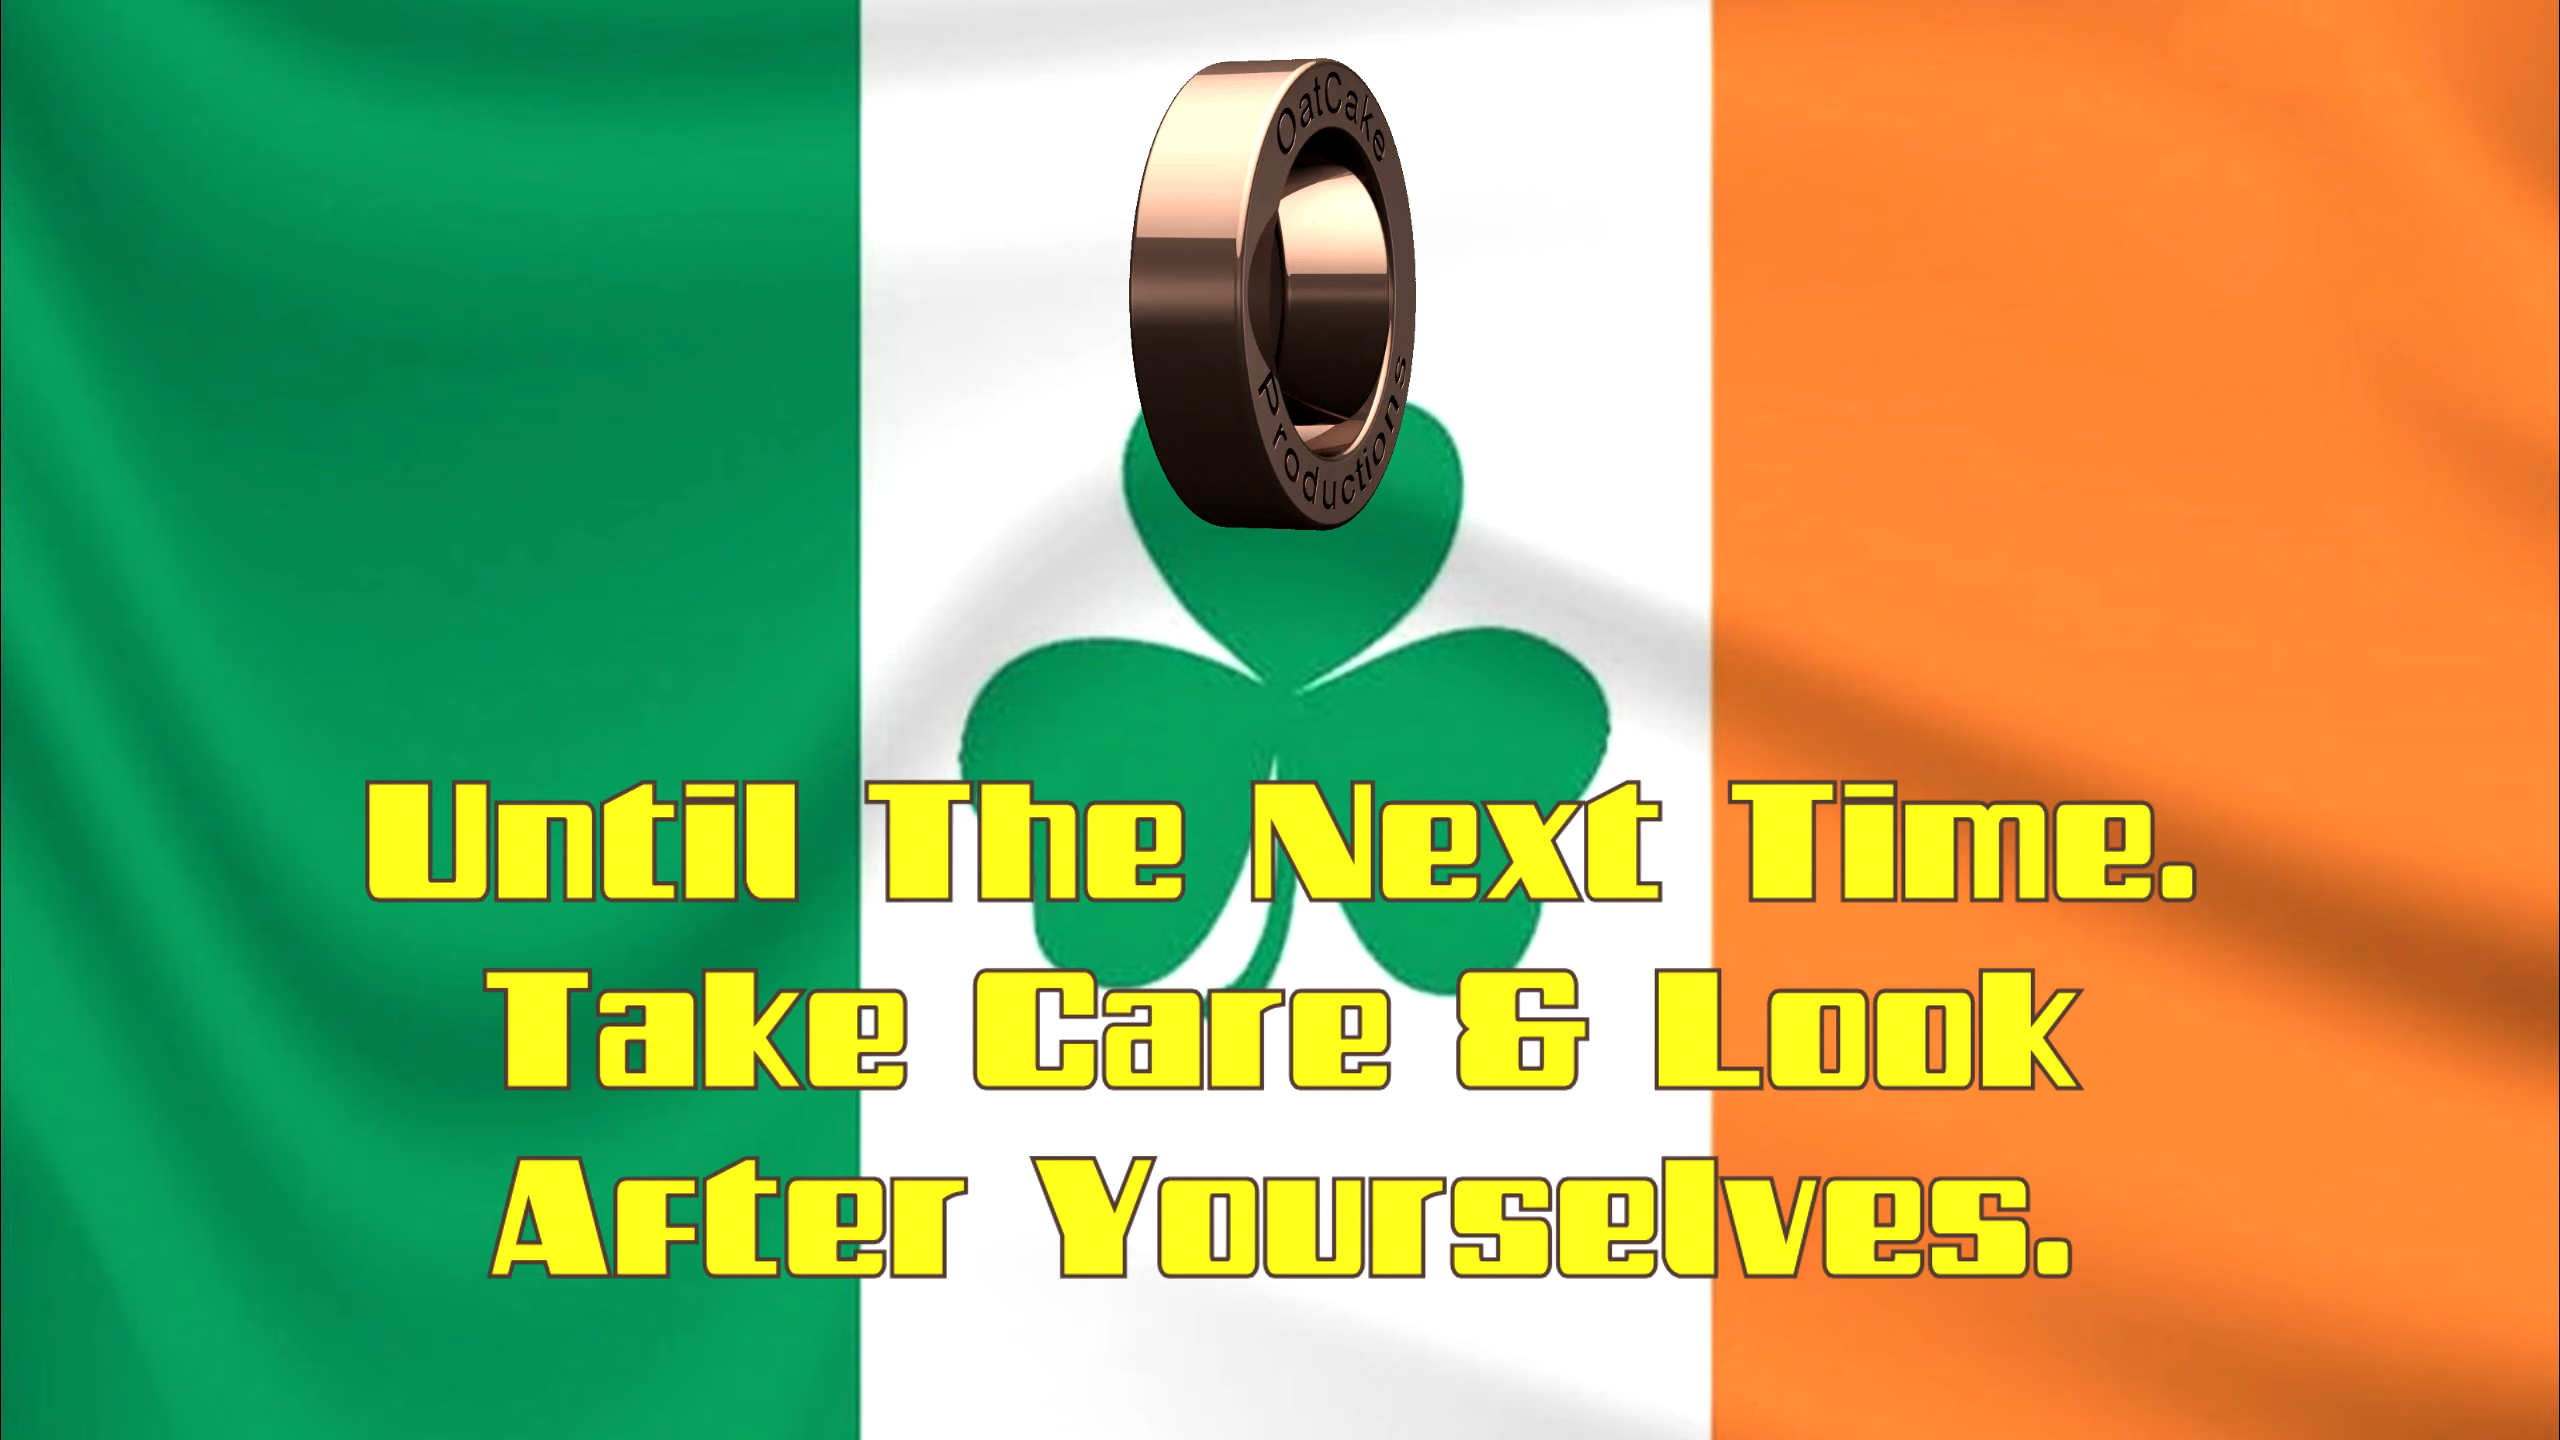 OatCake
Productions
Until The Next Time.
Take Care & Look
After Yourselves.